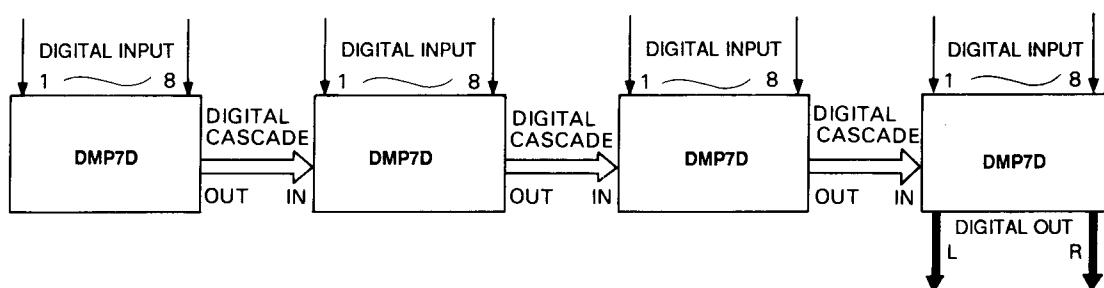 DIGITAL INPUT
1 8
DMP7D
DIGITAL CASCADE
OUT IN
DIGITAL INPUT
1 8
DMP7D
DIGITAL CASCADE
OUT IN
DIGITAL INPUT
1 8
DMP7D
DIGITAL CASCADE
OUT IN
DIGITAL INPUT
1 8
DMP7D
DIGITAL OUT
L R